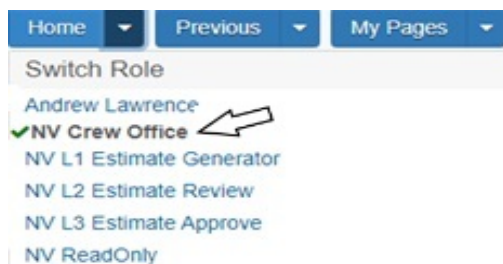 Home Previous My Pages
Switch Role
Andrew Lawrence
NV Crew Office
NV L1 Estimate Generator
NV L2 Estimate Review
NV L3 Estimate Approve
NV ReadOnly